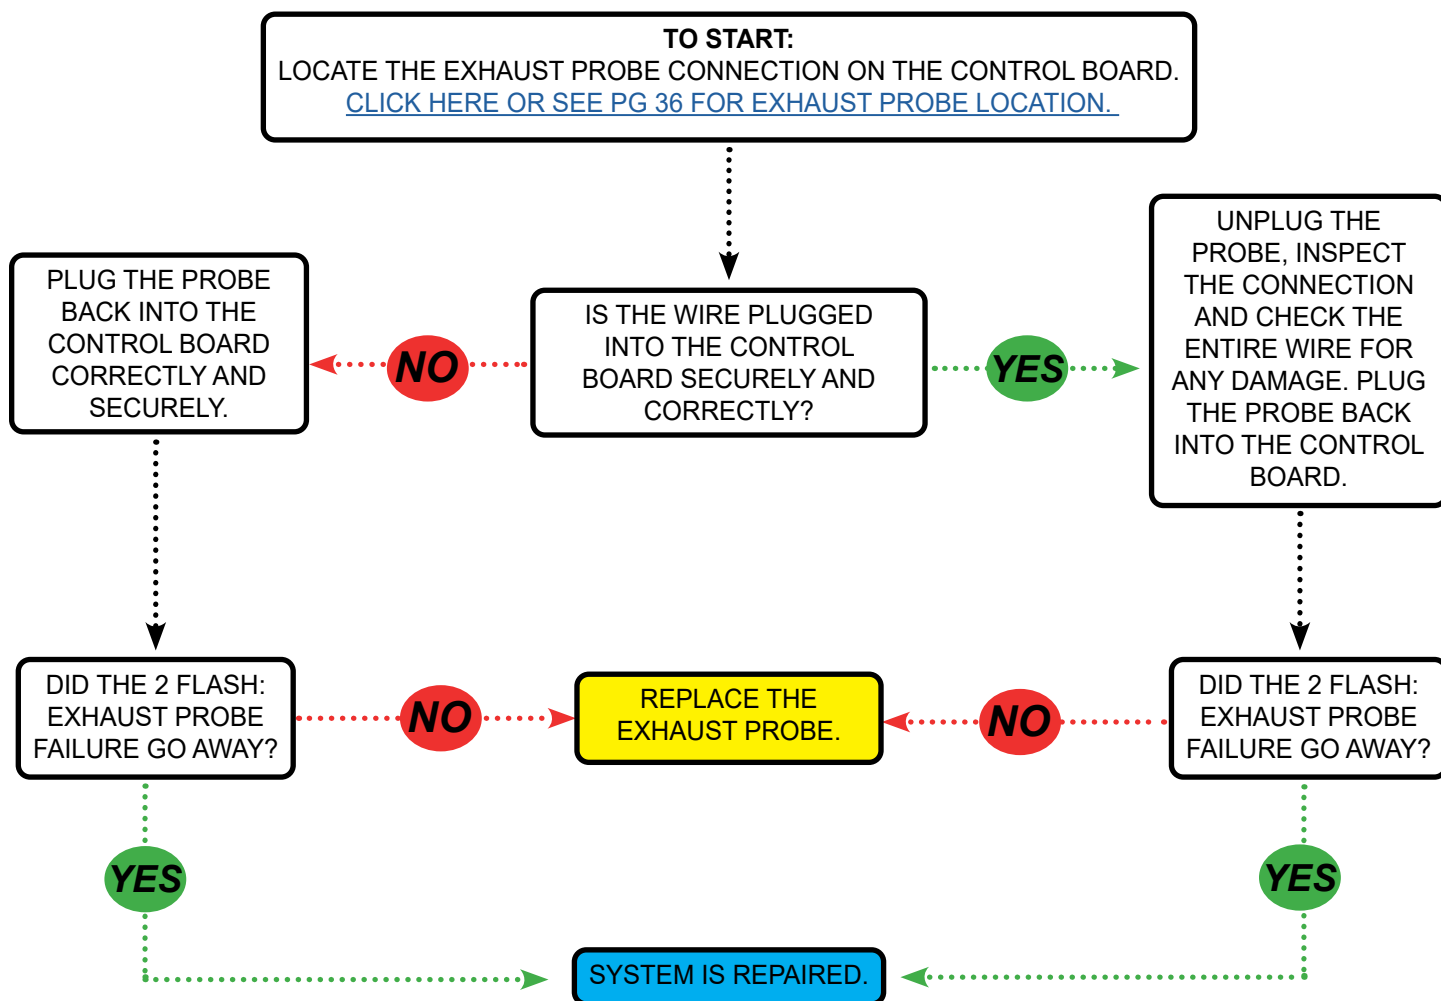 TO START:
LOCATE THE EXHAUST PROBE CONNECTION ON THE CONTROL BOARD.
CLICK HERE OR SEE PG 36 FOR EXHAUST PROBE LOCATION.
PLUG THE PROBE
BACK INTO THE
CONTROL BOARD
CORRECTLY AND
SECURELY.
NO
IS THE WIRE PLUGGED
INTO THE CONTROL
BOARD SECURELY AND
CORRECTLY?
YES
UNPLUG THE
PROBE, INSPECT
THE CONNECTION
AND CHECK THE
ENTIRE WIRE FOR
ANY DAMAGE. PLUG
THE PROBE BACK
INTO THE CONTROL
BOARD.
DID THE 2 FLASH:
EXHAUST PROBE
FAILURE GO AWAY?
NO
REPLACE THE
EXHAUST PROBE.
NO
DID THE 2 FLASH:
EXHAUST PROBE
FAILURE GO AWAY?
YES
YES
SYSTEM IS REPAIRED.